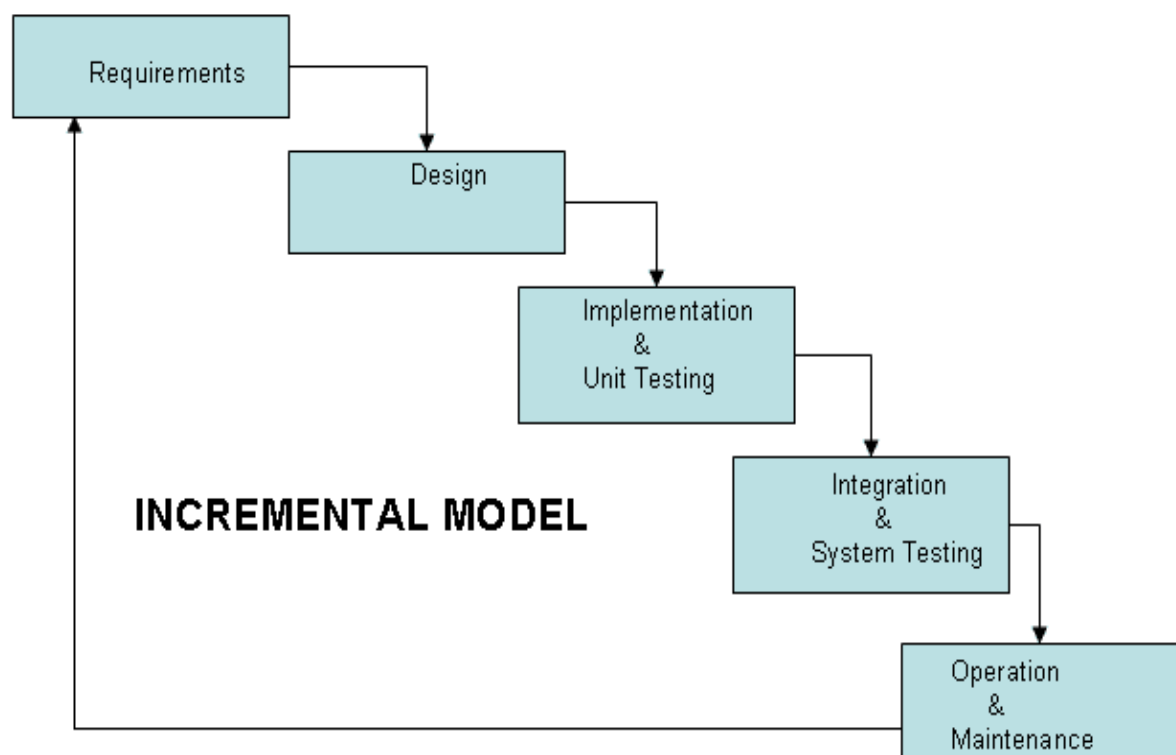 Requirements
Design
Implementation
&
Unit Testing
Integration
&
System Testing
INCREMENTAL MODEL
Operation
&
Maintenance